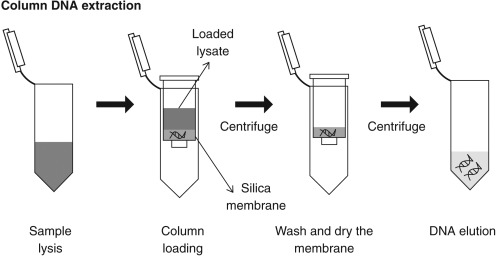 Column DNA extraction
Loaded
lysate
Centrifuge
Centrifuge
Silica
membrane
Sample
lysis
Column
loading
Wash and dry the
membrane
DNA elution